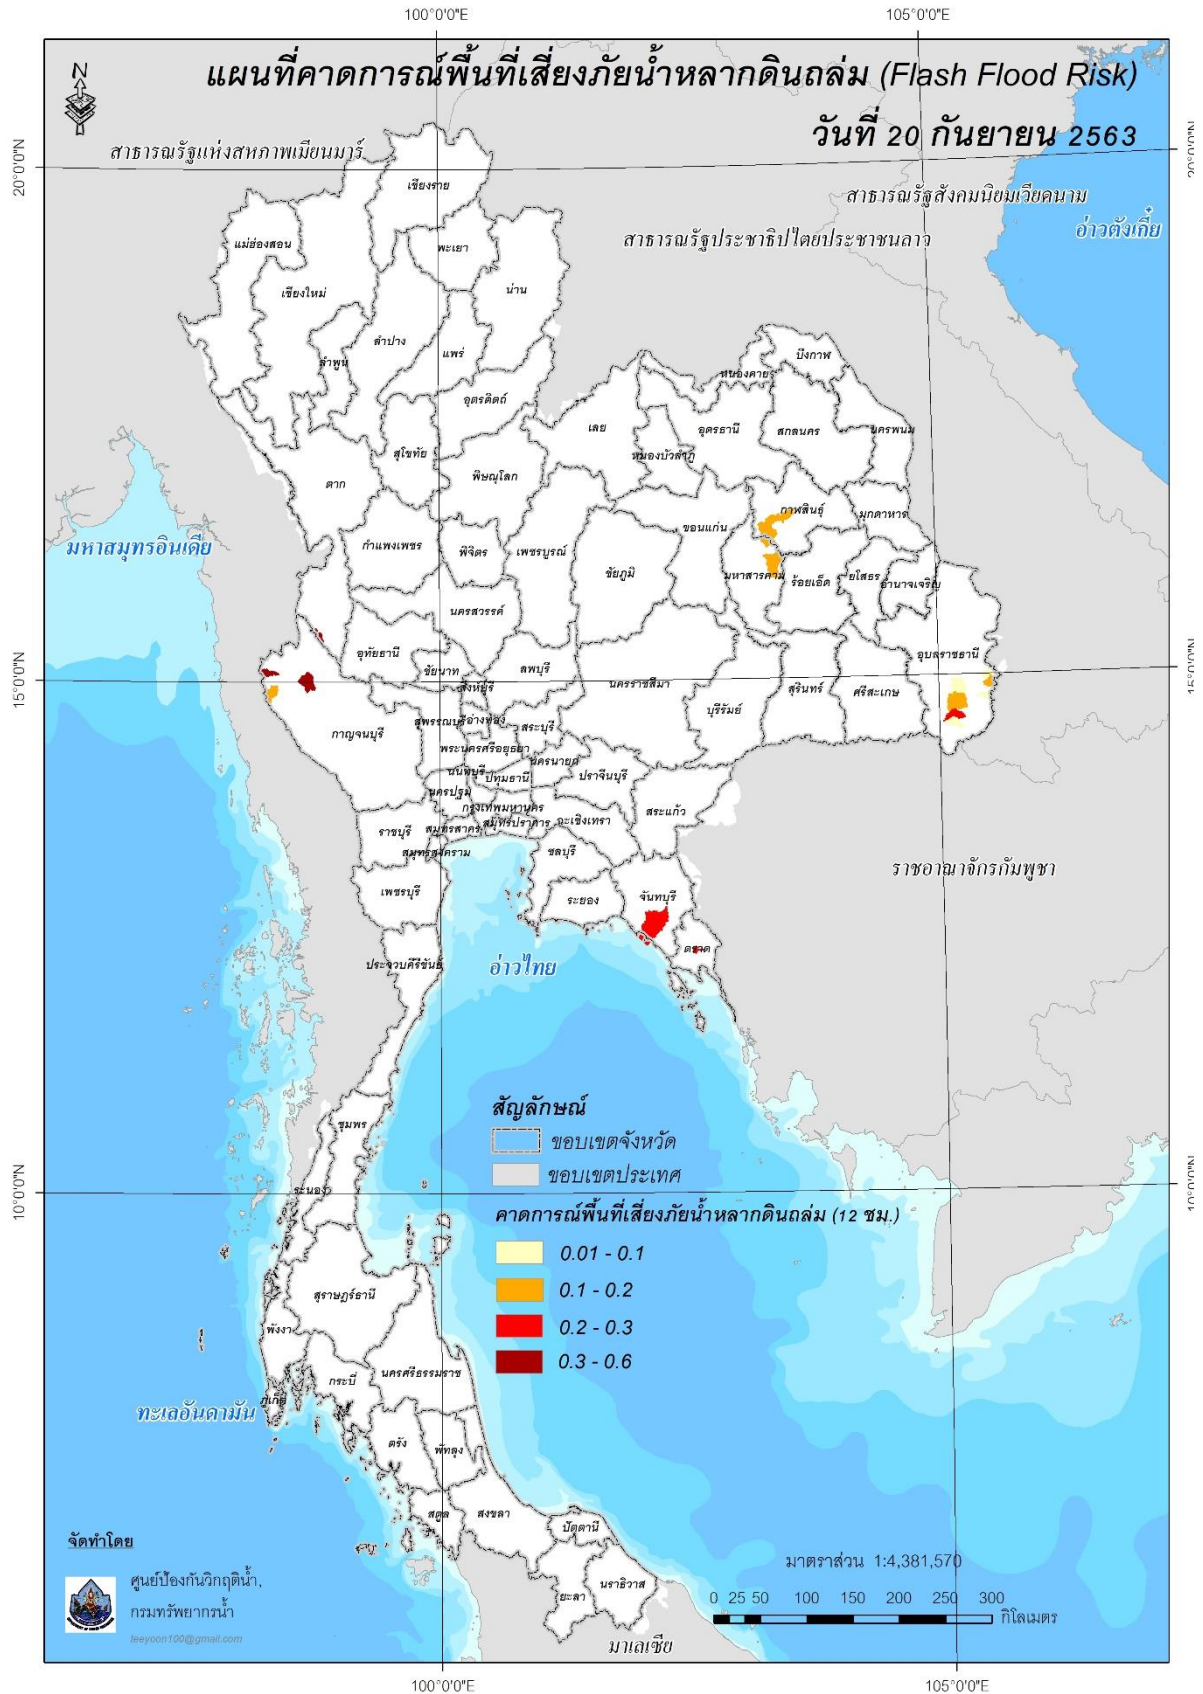 100°0'0"E
105°0'0"E
แผนที่คาดการณ์พื้นที่เสี่ยงภัยน้ำหลากดินถล่ม (Flash Flood Risk)
วันที่ 20 กันยายน 2563
N
20°0'0"N
20°0'0"N
สาธารณรัฐแห่งสหภาพเมียนมาร์
สาธารณรัฐสังคมนิยมเวียดนาม
สาธารณรัฐประชาธิปไตยประชาชนลาว
อ่าวตังเกี๋ย
เชียงราย
แม่ฮ่องสอน
พะเยา
น่าน
เชียงใหม่
ลำปาง
แพร่
ลำพูน
บึงกาฬ
หนองคาย
อุตรดิตถ์
เลย
อุดรธานี
สกลนคร
นครพนม
หนองบัวลำภู
สุโขทัย
ตาก
พิษณุโลก
กาฬสินธุ์
มุกดาหาร
ขอนแก่น
มหาสมุทรอินเดีย
กำแพงเพชร
พิจิตร
เพชรบูรณ์
ชัยภูมิ
มหาสารคาม
ร้อยเอ็ด
ยโสธร
อำนาจเจริญ
นครสวรรค์
อุทัยธานี
ชัยนาท
ลพบุรี
อุบลราชธานี
15°0'0"N
15°0'0"N
สิงห์บุรี
นครราชสีมา
สุรินทร์
ศรีสะเกษ
บุรีรัมย์
กาญจนบุรี
สุพรรณบุรี
อ่างทอง
สระบุรี
พระนครศรีอยุธยา
นครนายก
นนทบุรี
ปทุมธานี
ปราจีนบุรี
นครปฐม
กรุงเทพมหานคร
สระแก้ว
ราชบุรี
สมุทรสาคร
สมุทรปราการ
ฉะเชิงเทรา
สมุทรสงคราม
ชลบุรี
ราชอาณาจักรกัมพูชา
เพชรบุรี
ระยอง
จันทบุรี
ตราด
ประจวบคีรีขันธ์
อ่าวไทย
สัญลักษณ์
ขอบเขตจังหวัด
ขอบเขตประเทศ
คาดการณ์พื้นที่เสี่ยงภัยน้ำหลากดินถล่ม (12 ชม.)
0.01 - 0.1
0.1 - 0.2
0.2 - 0.3
0.3 - 0.6
ชุมพร
ระนอง
10°0'0"N
10°0'0"N
สุราษฎร์ธานี
พังงา
กระบี่
นครศรีธรรมราช
ภูเก็ต
ทะเลอันดามัน
ตรัง
พัทลุง
สตูล
สงขลา
ปัตตานี
ยะลา
นราธิวาส
มาเลเซีย
จัดทำโดย
ศูนย์ป้องกันวิกฤติน้ำ,
กรมทรัพยากรน้ำ
teeyoon100@gmail.com
มาตราส่วน 1:4,381,570
0 25 50 100 150 200 250 300
กิโลเมตร
100°0'0"E
105°0'0"E